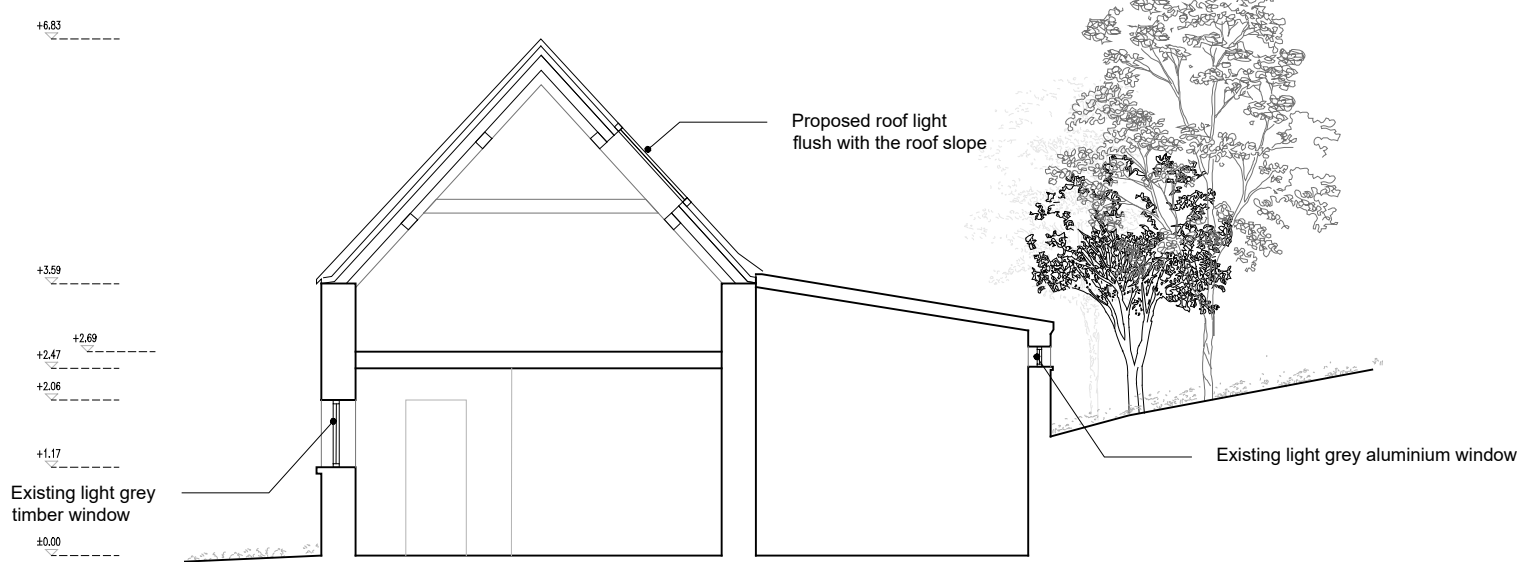 +6.83
Proposed roof light
flush with the roof slope
+3.59
+2.69
+2.47
+2.06
+1.17
Existing light grey aluminium window
Existing light grey
timber window
±0.00